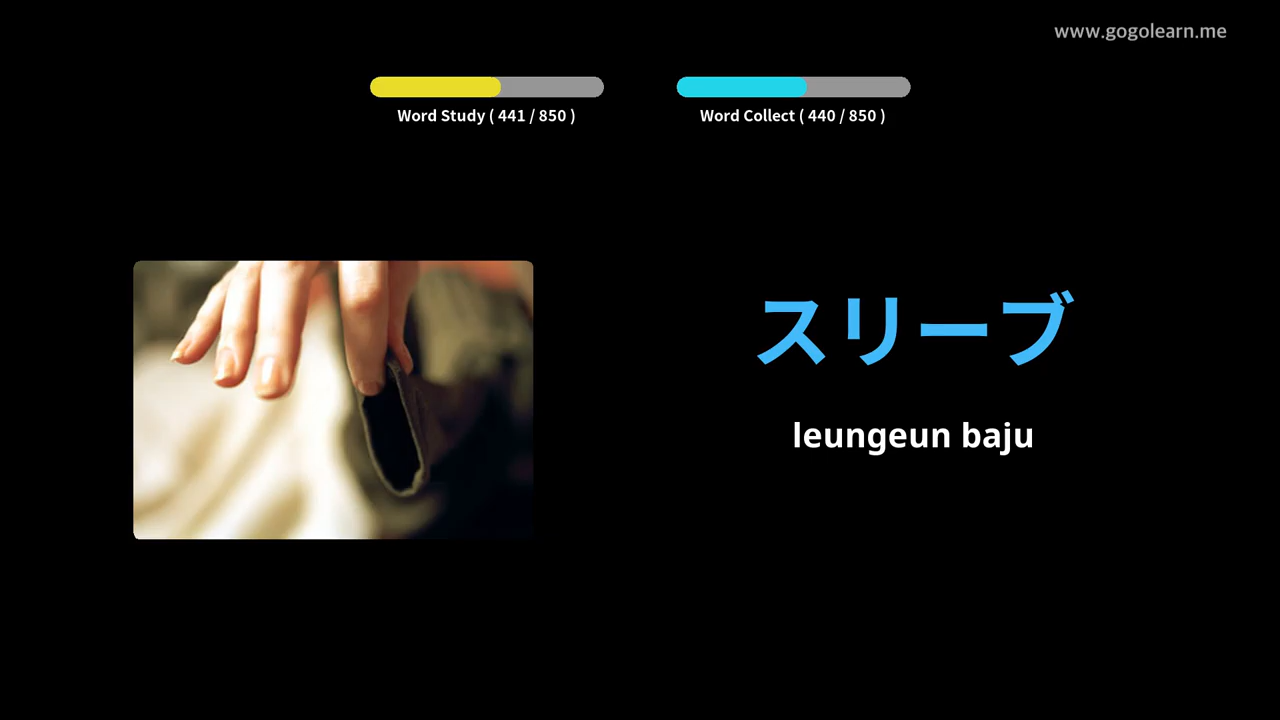 www.gogolearn.me
Word Study ( 441 / 850 )
Word Collect ( 440 / 850 )
スリーブ
leungeun baju